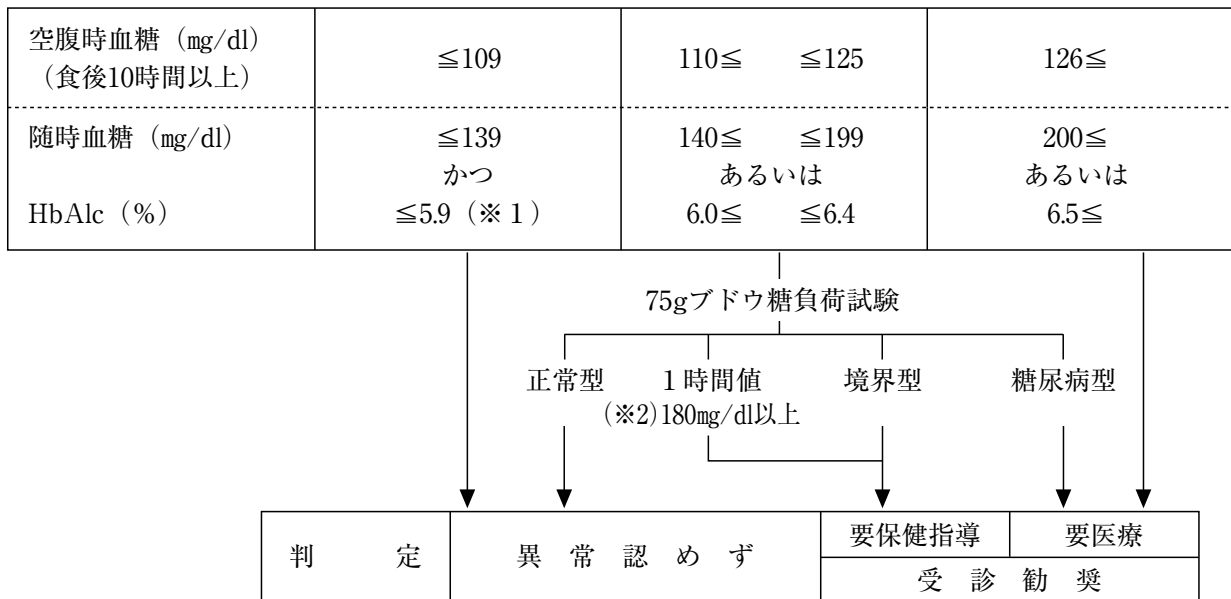 空腹時血糖（mg/dl） ≦109 110≦ ≦125 126≦
（食後10時間以上）
随時血糖（mg/dl） ≦139 140≦ ≦199 200≦
かつ あるいは あるいは
HbAlc（%） ≦5.9（※1） 6.0≦ ≦6.4 6.5≦
75gブドウ糖負荷試験
正常型 1時間値 境界型 糖尿病型
(※2)180mg/dl以上
判定 異常認めず 要保健指導 要医療
受診勧奨